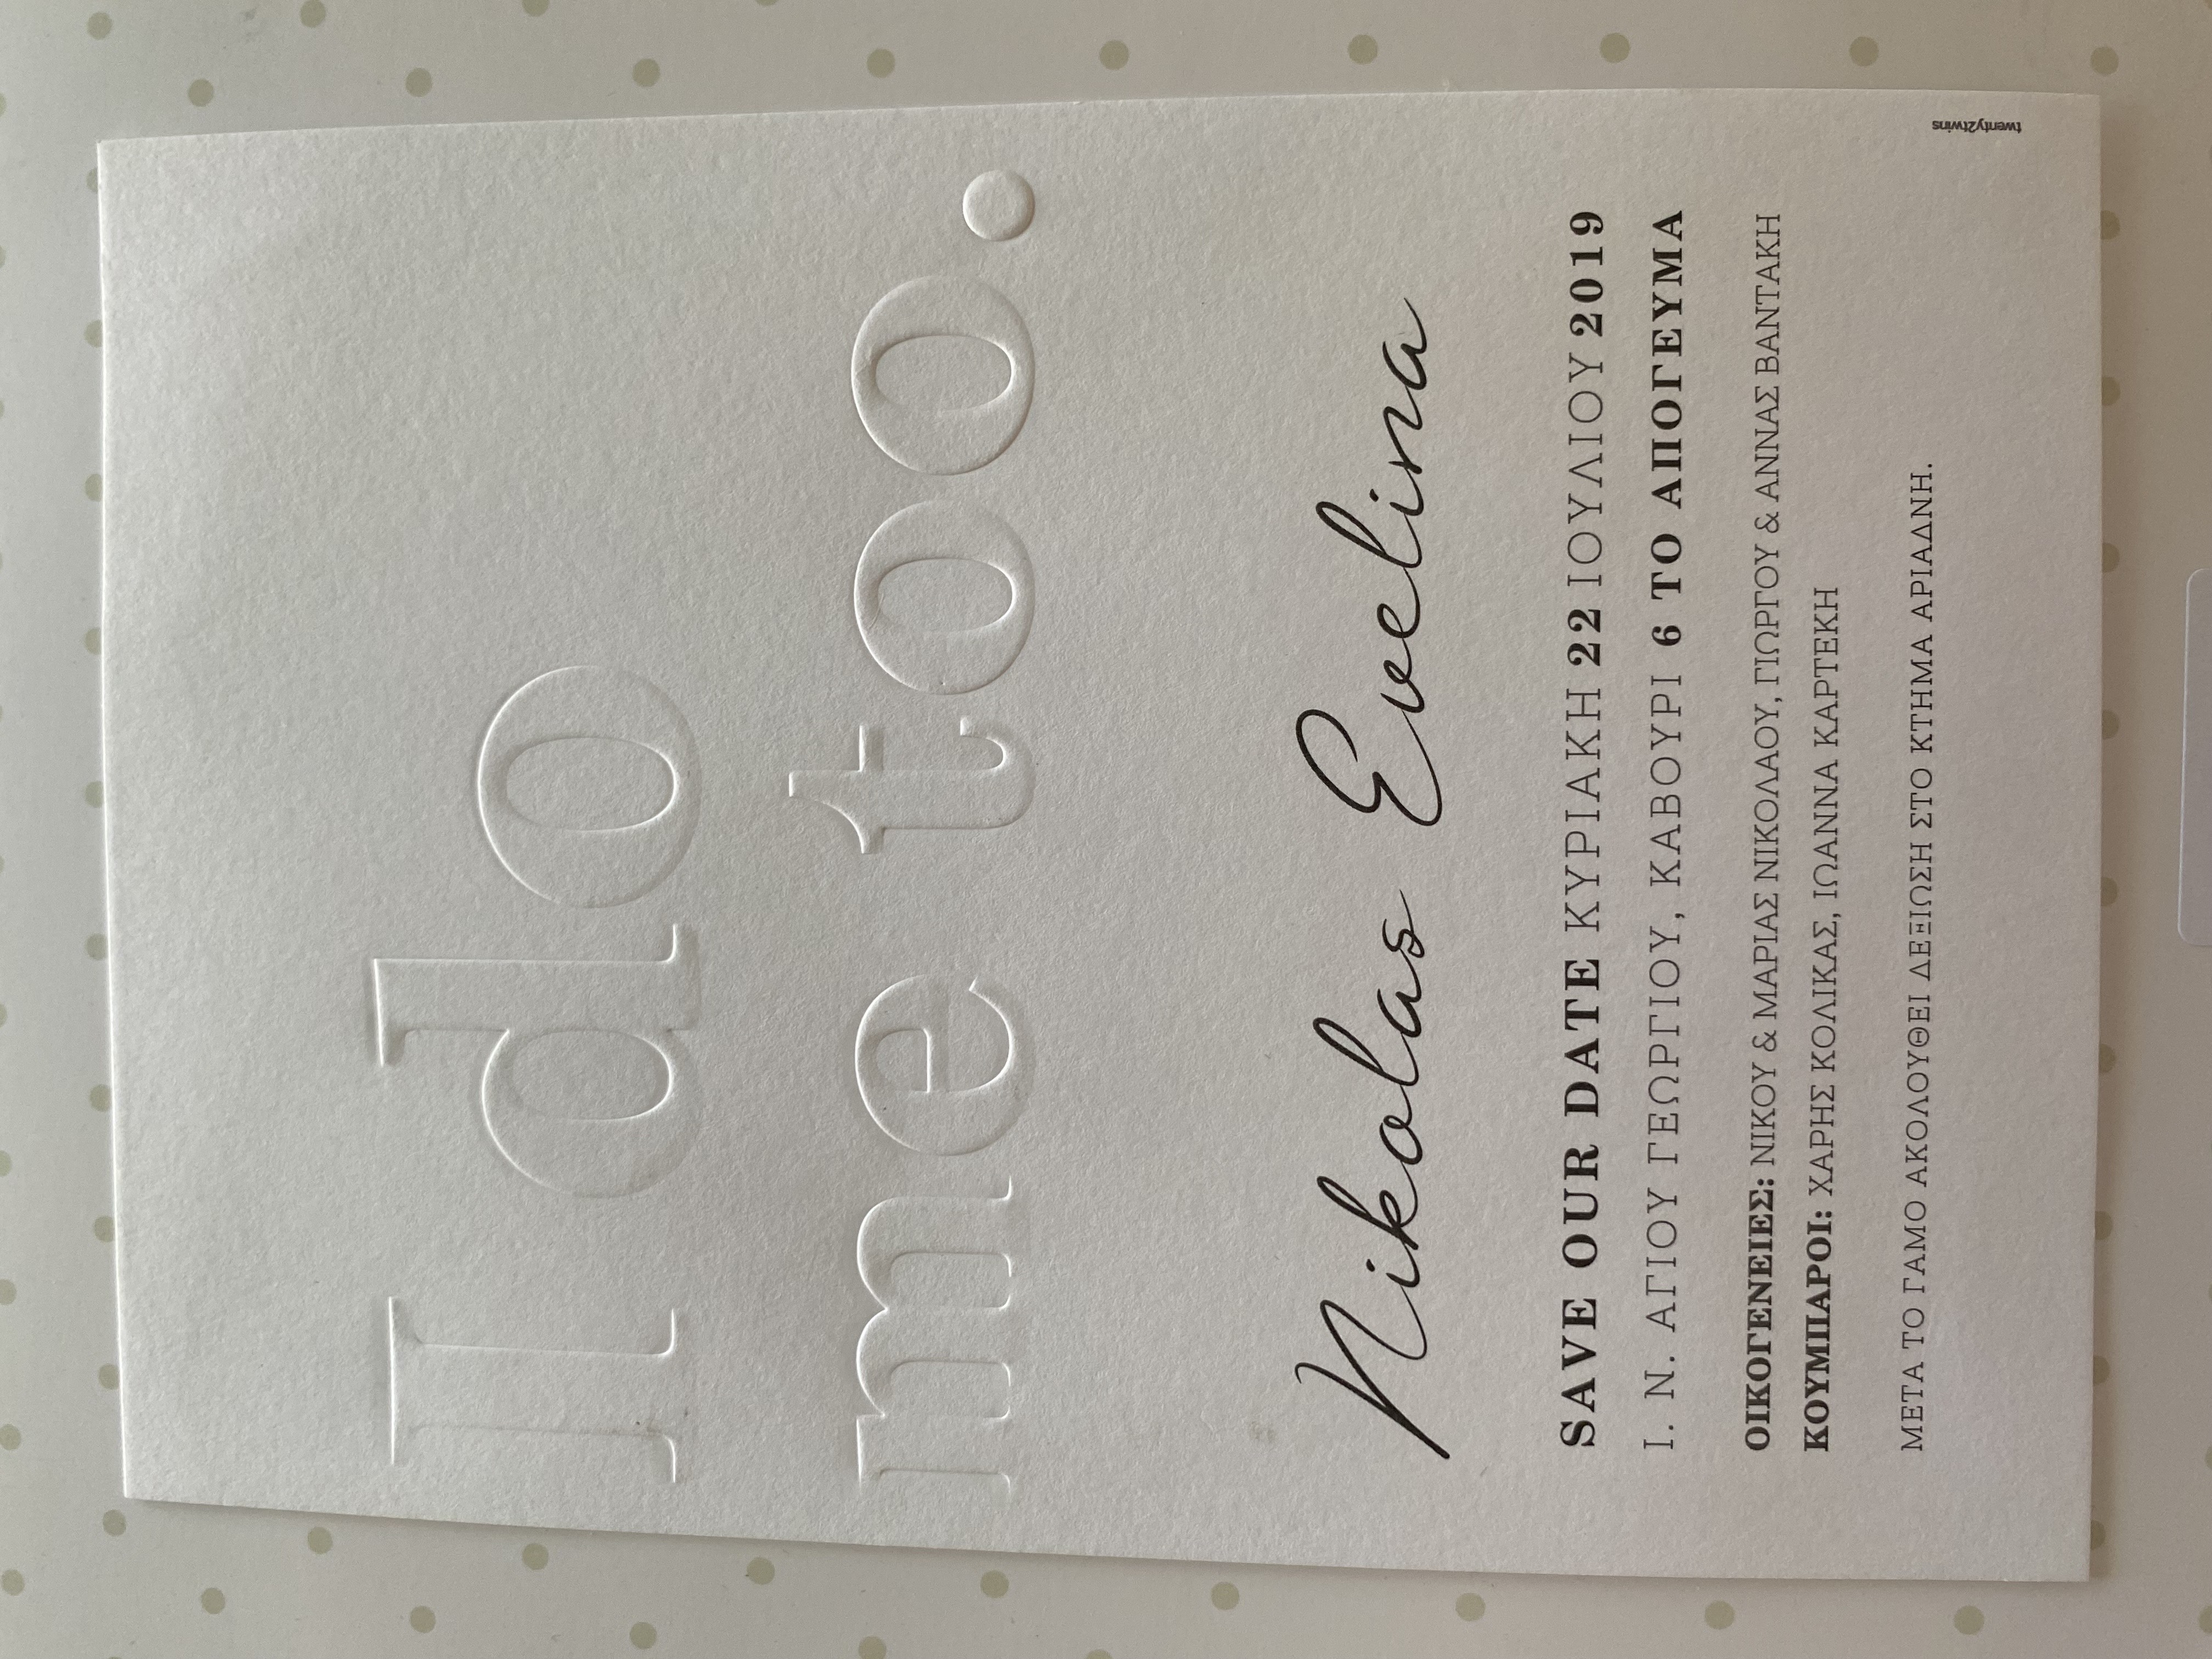 I do
me too.
Nikolas Evelina
SAVE OUR DATE ΚΥΡΙΑΚΗ 22 ΙΟΥΛΙΟΥ 2019
Ι. Ν. ΑΓΙΟΥ ΓΕΩΡΓΙΟΥ, ΚΑΒΟΥΡΙ 6 ΤΟ ΑΠΟΓΕΥΜΑ
ΟΙΚΟΓΕΝΕΙΕΣ: ΝΙΚΟΥ & ΜΑΡΙΑΣ ΝΙΚΟΛΑΟΥ, ΓΙΩΡΓΟΥ & ΑΝΝΑΣ ΒΑΝΤΑΚΗ
ΚΟΥΜΠΑΡΟΙ: ΧΑΡΗΣ ΚΟΛΙΚΑΣ, ΙΩΑΝΝΑ ΚΑΡΤΕΚΗ
ΜΕΤΑ ΤΟ ΓΑΜΟ ΑΚΟΛΟΥΘΕΙ ΔΕΞΙΩΣΗ ΣΤΟ ΚΤΗΜΑ ΑΡΙΑΔΝΗ.
twenty2twins